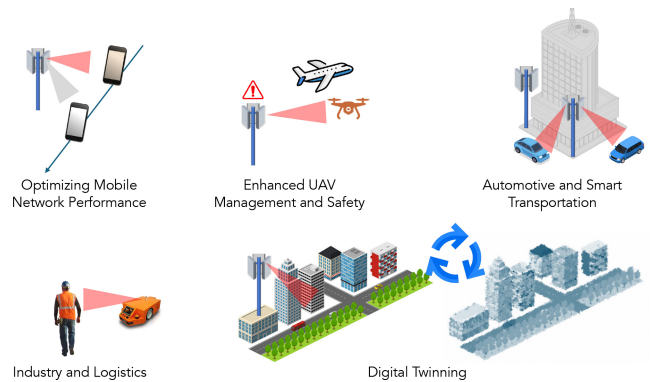 Optimizing Mobile
Network Performance
Enhanced UAV
Management and Safety
Automotive and Smart
Transportation
Industry and Logistics
Digital Twinning